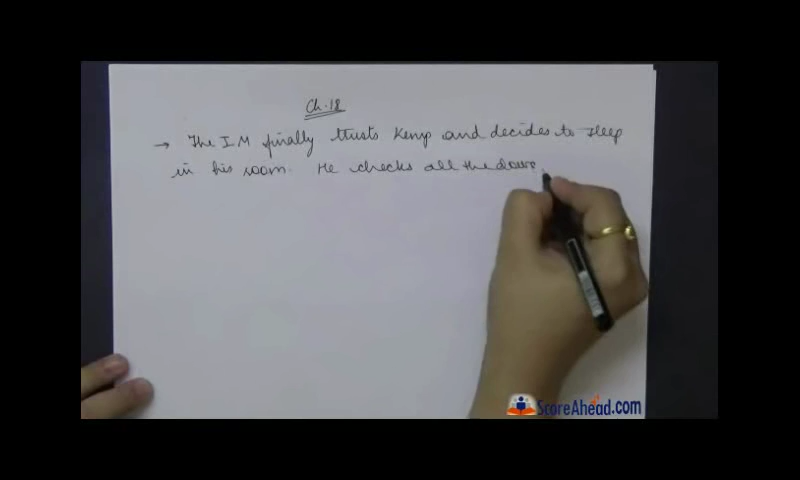 Ch. 18
→ The I.M finally trusts Kemp and decides to sleep
in his room. He checks all the doors
ScoreAhead.com